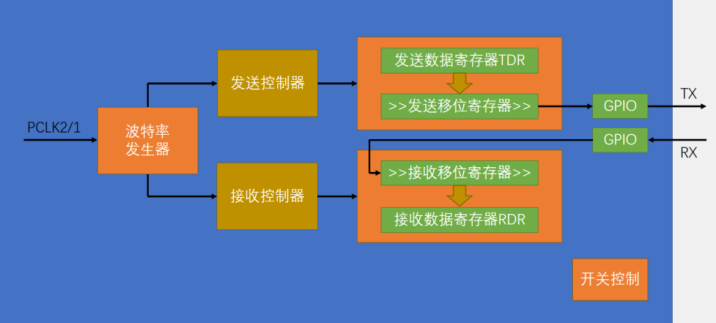 发送数据寄存器TDR
发送控制器
>>发送移位寄存器>>
GPIO
TX
PCLK2/1
波特率
发生器
GPIO
RX
>>接收移位寄存器>>
接收控制器
接收数据寄存器RDR
开关控制